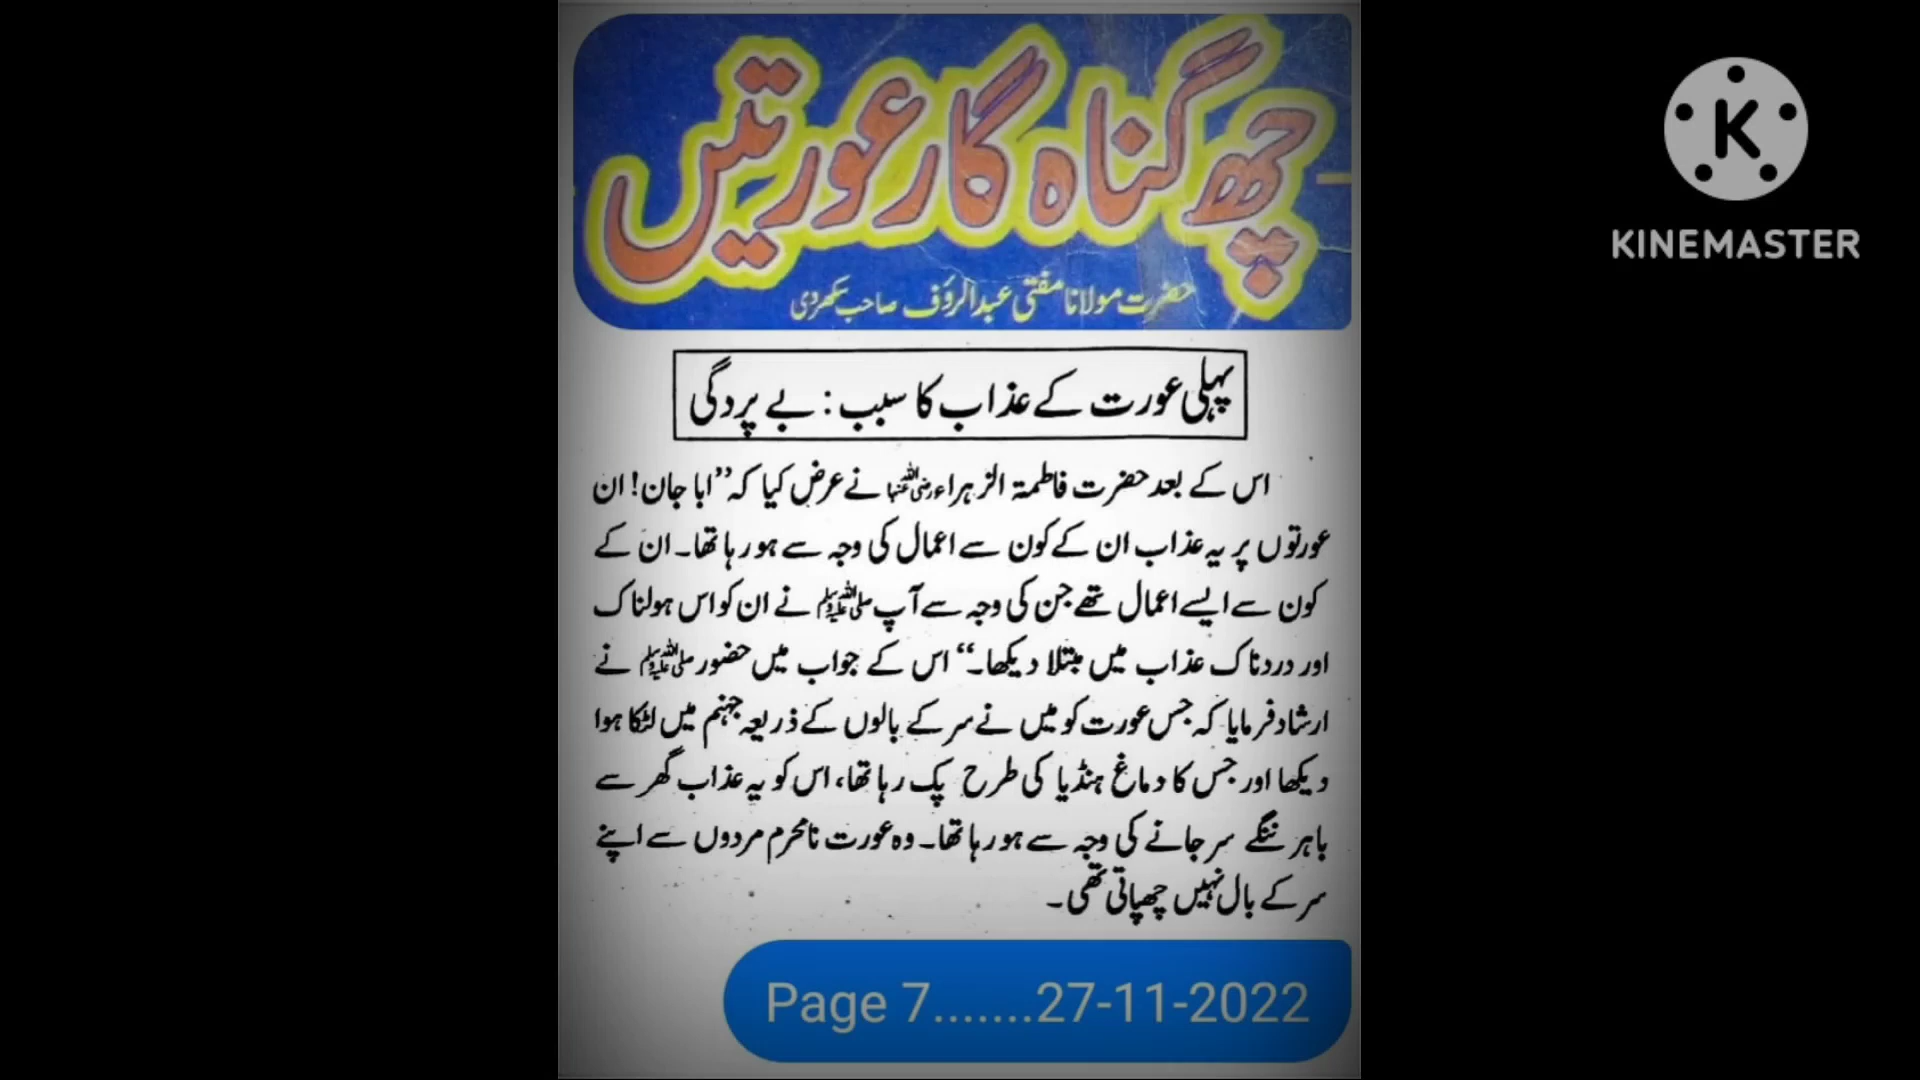 چھ گناہ گار عورتیں
حضرت مولانا مفتی عبدالرؤف صاحب سکھروی
پہلی عورت کے عذاب کا سبب : بے پردگی
اس کے بعد حضرت فاطمۃ الزہراء رضی اللہ عنہا نے عرض کیا کہ ”ابا جان! ان
عورتوں پر یہ عذاب ان کے کون سے اعمال کی وجہ سے ہو رہا تھا۔ ان کے
کون سے ایسے اعمال تھے جن کی وجہ سے آپ ﷺ نے ان کو اس ہولناک
اور دردناک عذاب میں مبتلا دیکھا۔“ اس کے جواب میں حضور ﷺ نے
ارشاد فرمایا کہ جس عورت کو میں نے سر کے بالوں کے ذریعہ جہنم میں لٹکا ہوا
دیکھا اور جس کا دماغ ہنڈیا کی طرح پک رہا تھا، اس کو یہ عذاب گھر سے
باہر ننگے سر جانے کی وجہ سے ہو رہا تھا۔ وہ عورت نامحرم مردوں سے اپنے
سر کے بال نہیں چھپاتی تھی۔
Page 7.......27-11-2022
K
KINEMASTER